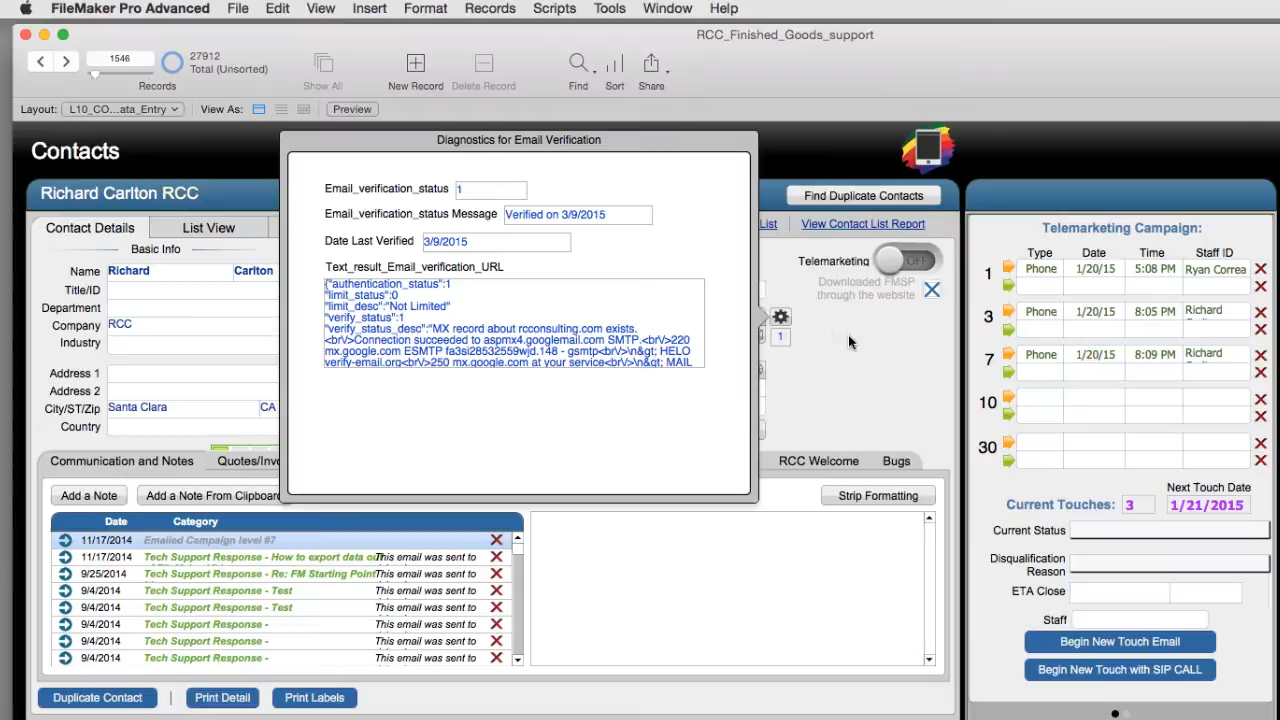 FileMaker Pro Advanced File Edit View Insert Format Records Scripts Tools Window Help
RCC_Finished_Goods_support
1546
27912
Total (Unsorted)
Records Show All New Record Delete Record Find Sort Share
Layout: L10_CO...ata_Entry View As: Preview
Contacts
Richard Carlton RCC
Find Duplicate Contacts
Contact Details List View
List View Contact List Report
Basic Info
Name Richard Carlton
Title/ID
Department
Company RCC
Industry
Address 1
Address 2
City/ST/Zip Santa Clara CA
Country
Diagnostics for Email Verification
Email_verification_status 1
Email_verification_status Message Verified on 3/9/2015
Date Last Verified 3/9/2015
Text_result_Email_verification_URL
{"authentication_status":1
"limit_status":0
"limit_desc":"Not Limited"
"verify_status":1
"verify_status_desc":"MX record about rcconsulting.com exists.
<br\/>Connection succeeded to aspmx4.googlemail.com SMTP.<br\/>220
mx.google.com ESMTP fa3si28532559wjd.148 - gsmtp<br\/>\n&gt; HELO
verify-email.org<br\/>250 mx.google.com at your service<br\/>\n&gt; MAIL
Telemarketing OFF
Downloaded FMSP
through the website
1
Communication and Notes Quotes/Invo RCC Welcome Bugs
Add a Note Add a Note From Clipboard Strip Formatting
Date Category
11/17/2014 Emailed Campaign level #7
11/17/2014 Tech Support Response - How to export data ou This email was sent to
9/25/2014 Tech Support Response - Re: FM Starting Point This email was sent to
9/4/2014 Tech Support Response - Test This email was sent to
9/4/2014 Tech Support Response - Test This email was sent to
9/4/2014 Tech Support Response - This email was sent to
9/4/2014 Tech Support Response - This email was sent to
9/4/2014 Tech Support Response - This email was sent to
Duplicate Contact | Print Detail Print Labels
Telemarketing Campaign:
Type Date Time Staff ID
1 Phone 1/20/15 5:08 PM Ryan Correa
3 Phone 1/20/15 8:05 PM Richard
7 Phone 1/20/15 8:09 PM Richard
10
30
Next Touch Date
Current Touches: 3 1/21/2015
Current Status
Disqualification
Reason
ETA Close
Staff
Begin New Touch Email
Begin New Touch with SIP CALL